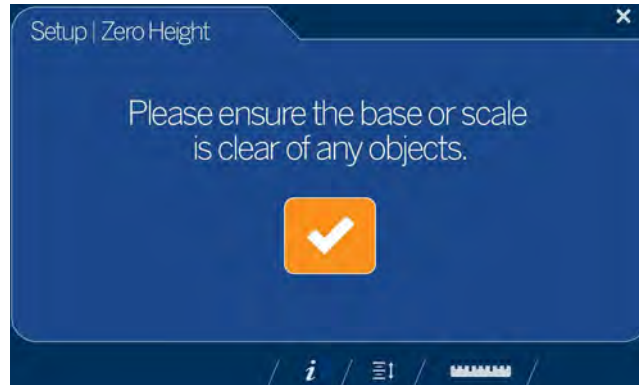 Setup | Zero Height
Please ensure the base or scale
is clear of any objects.
i